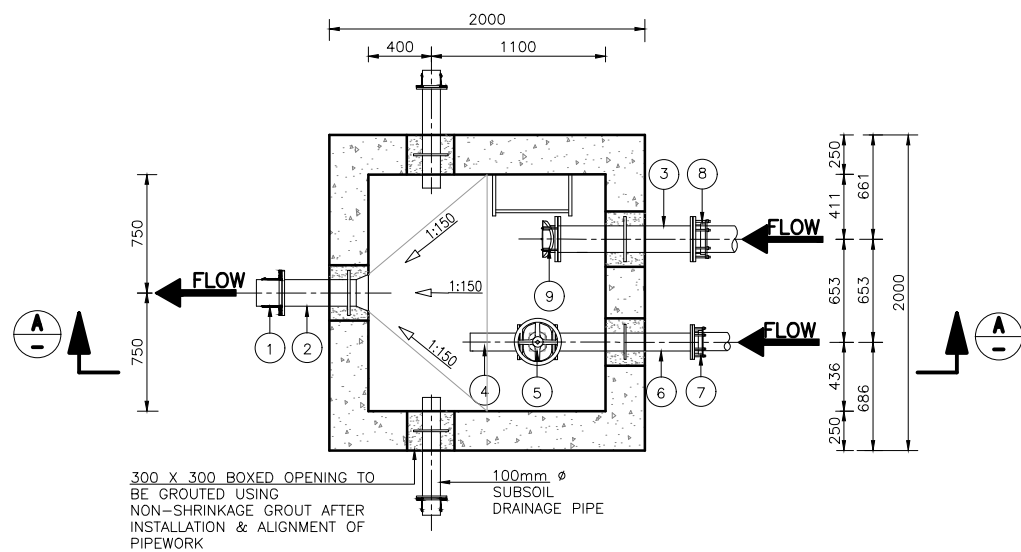 2000
400
1100
250
411
661
3
8
FLOW
750
1:150
FLOW
1:150
9
653
653
2000
A
–
1
2
1:150
FLOW
A
–
750
4
5
6
7
436
686
250
300 X 300 BOXED OPENING TO
BE GROUTED USING
NON-SHRINKAGE GROUT AFTER
INSTALLATION & ALIGNMENT OF
PIPEWORK
100mm ø
SUBSOIL
DRAINAGE PIPE